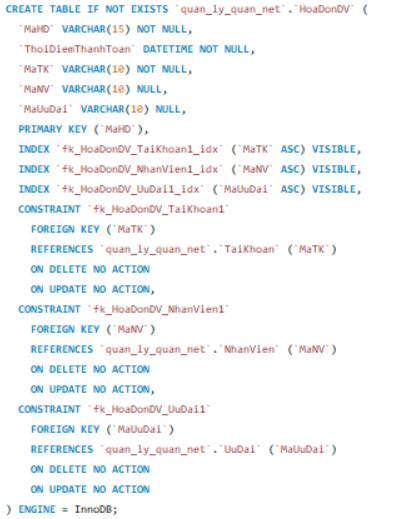 CREATE TABLE IF NOT EXISTS `quan_ly_quan_net`.`HoaDonDV` (
`MaHD` VARCHAR(15) NOT NULL,
`ThoiDiemThanhToan` DATETIME NOT NULL,
`MaTK` VARCHAR(10) NOT NULL,
`MaNV` VARCHAR(10) NULL,
`MaUuDai` VARCHAR(10) NULL,
PRIMARY KEY (`MaHD`),
INDEX `fk_HoaDonDV_TaiKhoan1_idx` (`MaTK` ASC) VISIBLE,
INDEX `fk_HoaDonDV_NhanVien1_idx` (`MaNV` ASC) VISIBLE,
INDEX `fk_HoaDonDV_UuDai1_idx` (`MaUuDai` ASC) VISIBLE,
CONSTRAINT `fk_HoaDonDV_TaiKhoan1`
FOREIGN KEY (`MaTK`)
REFERENCES `quan_ly_quan_net`.`TaiKhoan` (`MaTK`)
ON DELETE NO ACTION
ON UPDATE NO ACTION,
CONSTRAINT `fk_HoaDonDV_NhanVien1`
FOREIGN KEY (`MaNV`)
REFERENCES `quan_ly_quan_net`.`NhanVien` (`MaNV`)
ON DELETE NO ACTION
ON UPDATE NO ACTION,
CONSTRAINT `fk_HoaDonDV_UuDai1`
FOREIGN KEY (`MaUuDai`)
REFERENCES `quan_ly_quan_net`.`UuDai` (`MaUuDai`)
ON DELETE NO ACTION
ON UPDATE NO ACTION
) ENGINE = InnoDB;